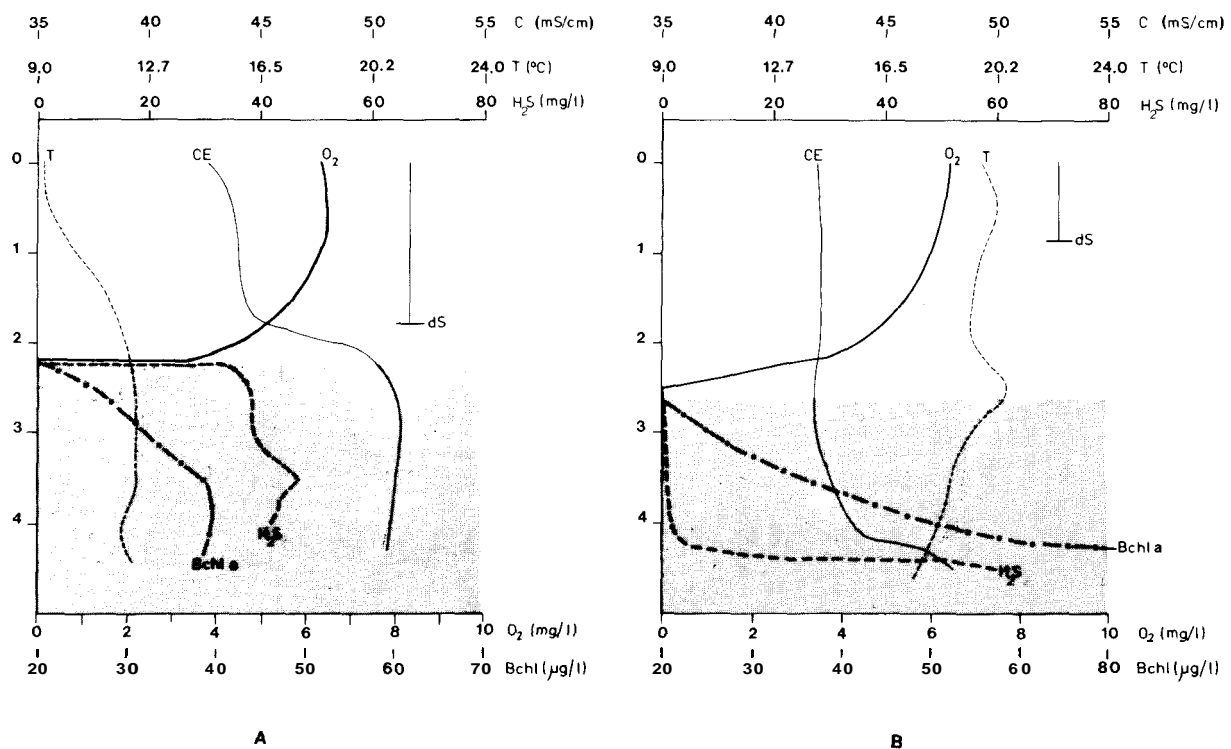 35 40 45 50 55 C (mS/cm)
9.0 12.7 16.5 20.2 24.0 T (°C)
0 20 40 60 80 H2S (mg/l)
T CE O2
0
1
dS
2
3
4
H2S
Bchl a
0 2 4 6 8 10 O2 (mg/l)
20 30 40 50 60 70 Bchl (µg/l)
A
35 40 45 50 55 C (mS/cm)
9.0 12.7 16.5 20.2 24.0 T (°C)
0 20 40 60 80 H2S (mg/l)
CE O2 T
0
dS
1
2
3
4
Bchl a
H2S
0 2 4 6 8 10 O2 (mg/l)
20 30 40 50 60 80 Bchl (µg/l)
B